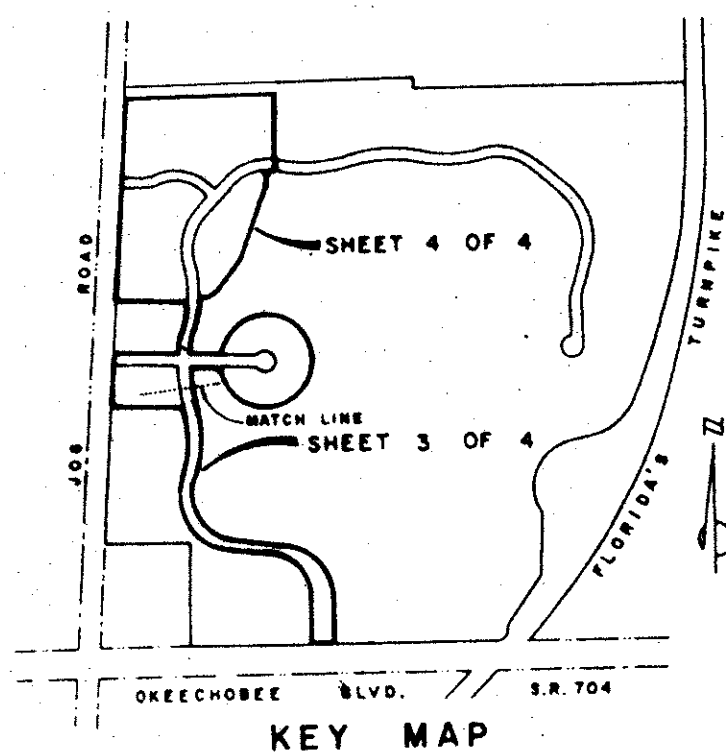 ROAD
JOG
SHEET 4 OF 4
MATCH LINE
SHEET 3 OF 4
TURNPIKE
FLORIDA'S
Z
OKEECHOBEE BLVD. S.R. 704
KEY MAP